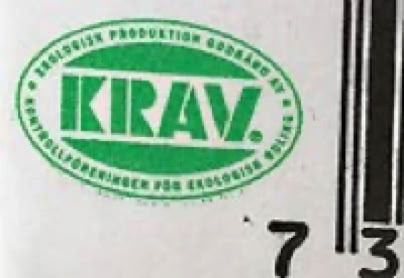 EKOLOGISK PRODUKTION GODKÄND AV
KRAV.
KONTROLLFÖRENINGEN FÖR EKOLOGISK ODLING
7 3